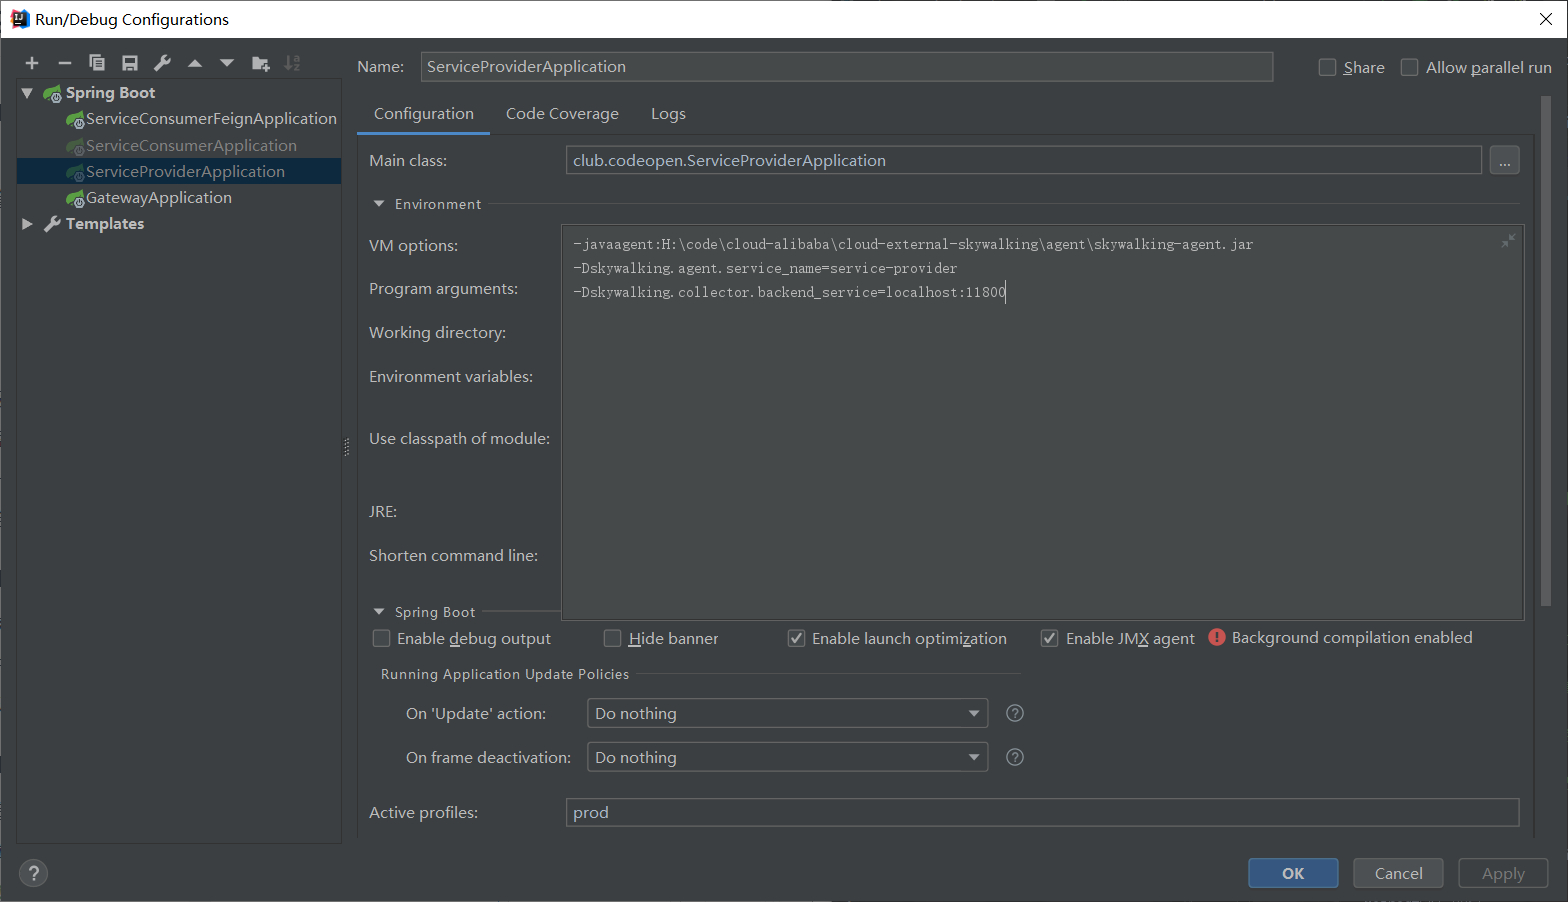 Run/Debug Configurations
Name: ServiceProviderApplication Share Allow parallel run
Spring Boot
ServiceConsumerFeignApplication
ServiceConsumerApplication
ServiceProviderApplication
GatewayApplication
Templates
Configuration Code Coverage Logs
Main class: club.codeopen.ServiceProviderApplication ...
Environment
VM options:
-javaagent:H:\code\cloud-alibaba\cloud-external-skywalking\agent\skywalking-agent.jar
-Dskywalking.agent.service_name=service-provider
-Dskywalking.collector.backend_service=localhost:11800
Program arguments:
Working directory:
Environment variables:
Use classpath of module:
JRE:
Shorten command line:
Spring Boot
Enable debug output Hide banner Enable launch optimization Enable JMX agent Background compilation enabled
Running Application Update Policies
On 'Update' action: Do nothing ?
On frame deactivation: Do nothing ?
Active profiles: prod
? OK Cancel Apply